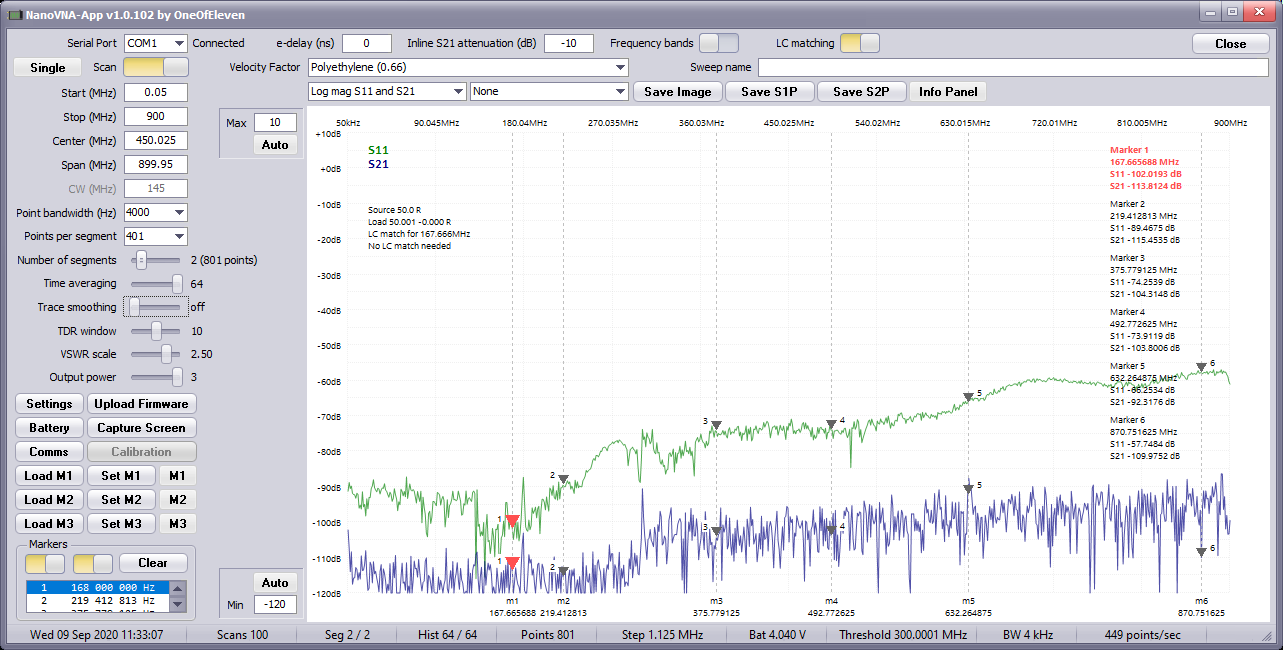 NanoVNA-App v1.0.102 by OneOfEleven
Serial Port COM1 Connected e-delay (ns) 0 Inline S21 attenuation (dB) -10 Frequency bands LC matching Close
Single Scan Velocity Factor Polyethylene (0.66) Sweep name
Start (MHz) 0.05 Log mag S11 and S21 None Save Image Save S1P Save S2P Info Panel
Stop (MHz) 900
Center (MHz) 450.025
Span (MHz) 899.95
CW (MHz) 145
Point bandwidth (Hz) 4000
Points per segment 401
Number of segments 2 (801 points)
Time averaging 64
Trace smoothing off
TDR window 10
VSWR scale 2.50
Output power 3
Settings Upload Firmware
Battery Capture Screen
Comms Calibration
Load M1 Set M1 M1
Load M2 Set M2 M2
Load M3 Set M3 M3
Markers
Clear
1 168 000 000 Hz
2 219 412 813 Hz
Max 10
Auto
Auto
Min -120
50kHz 90.045MHz 180.04MHz 270.035MHz 360.03MHz 450.025MHz 540.02MHz 630.015MHz 720.01MHz 810.005MHz 900MHz
+10dB
+0dB
-10dB
-20dB
-30dB
-40dB
-50dB
-60dB
-70dB
-80dB
-90dB
-100dB
-110dB
-120dB
S11
S21
Source 50.0 R
Load 50.001 -0.000 R
LC match for 167.666MHz
No LC match needed
Marker 1
167.665688 MHz
S11 -102.0193 dB
S21 -113.8124 dB
Marker 2
219.412813 MHz
S11 -89.4675 dB
S21 -115.4535 dB
Marker 3
375.779125 MHz
S11 -74.2539 dB
S21 -104.3148 dB
Marker 4
492.772625 MHz
S11 -73.9119 dB
S21 -103.8006 dB
Marker 5
632.264875 MHz
S11 -66.2534 dB
S21 -92.3176 dB
Marker 6
870.751625 MHz
S11 -57.7484 dB
S21 -109.9752 dB
1 2 3 4 5 6
1 2 3 4 5 6
m1 m2 m3 m4 m5 m6
167.665688 219.412813 375.779125 492.772625 632.264875 870.751625
Wed 09 Sep 2020 11:33:07 Scans 100 Seg 2 / 2 Hist 64 / 64 Points 801 Step 1.125 MHz Bat 4.040 V Threshold 300.0001 MHz BW 4 kHz 449 points/sec